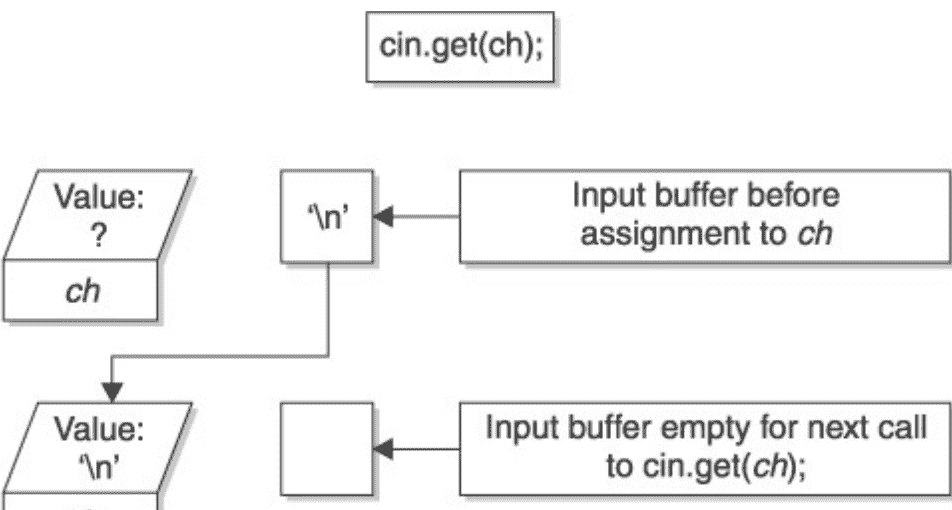 cin.get(ch);
Value:
?
ch
‘\n’
Input buffer before
assignment to ch
Value:
‘\n’
Input buffer empty for next call
to cin.get(ch);